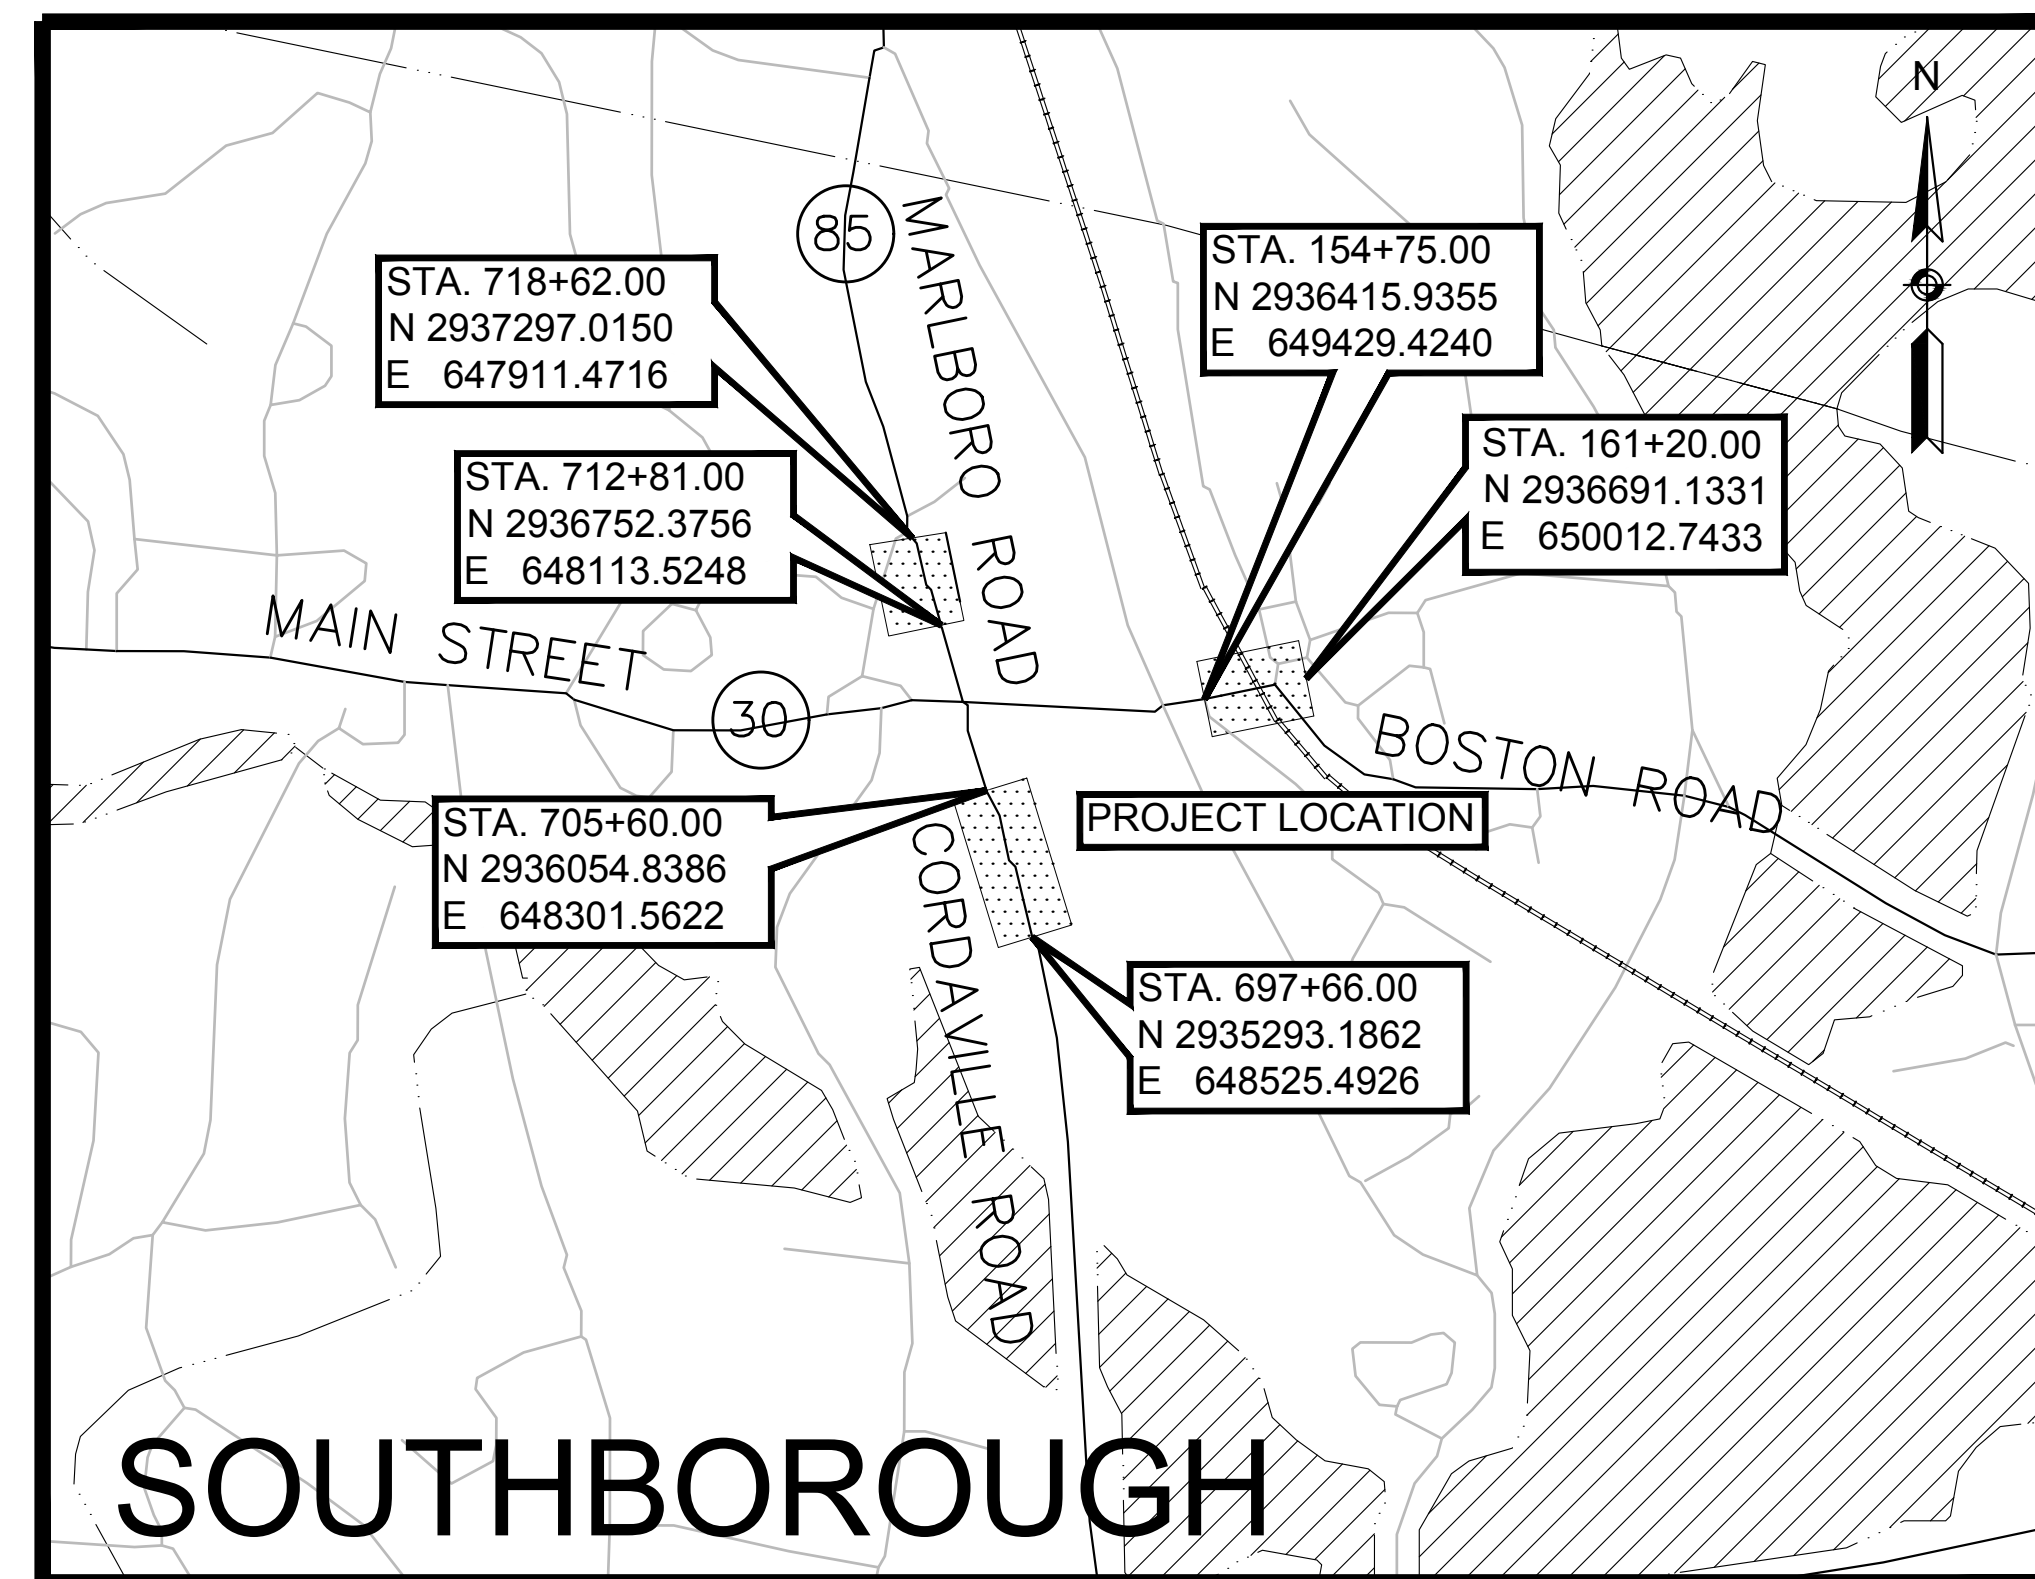 N
85
MARLBORO ROAD
STA. 154+75.00
N 2936415.9355
E 649429.4240
STA. 718+62.00
N 2937297.0150
E 647911.4716
STA. 161+20.00
N 2936691.1331
E 650012.7433
STA. 712+81.00
N 2936752.3756
E 648113.5248
MAIN STREET
30
BOSTON ROAD
PROJECT LOCATION
STA. 705+60.00
N 2936054.8386
E 648301.5622
CORDAVILLE ROAD
STA. 697+66.00
N 2935293.1862
E 648525.4926
SOUTHBOROUGH